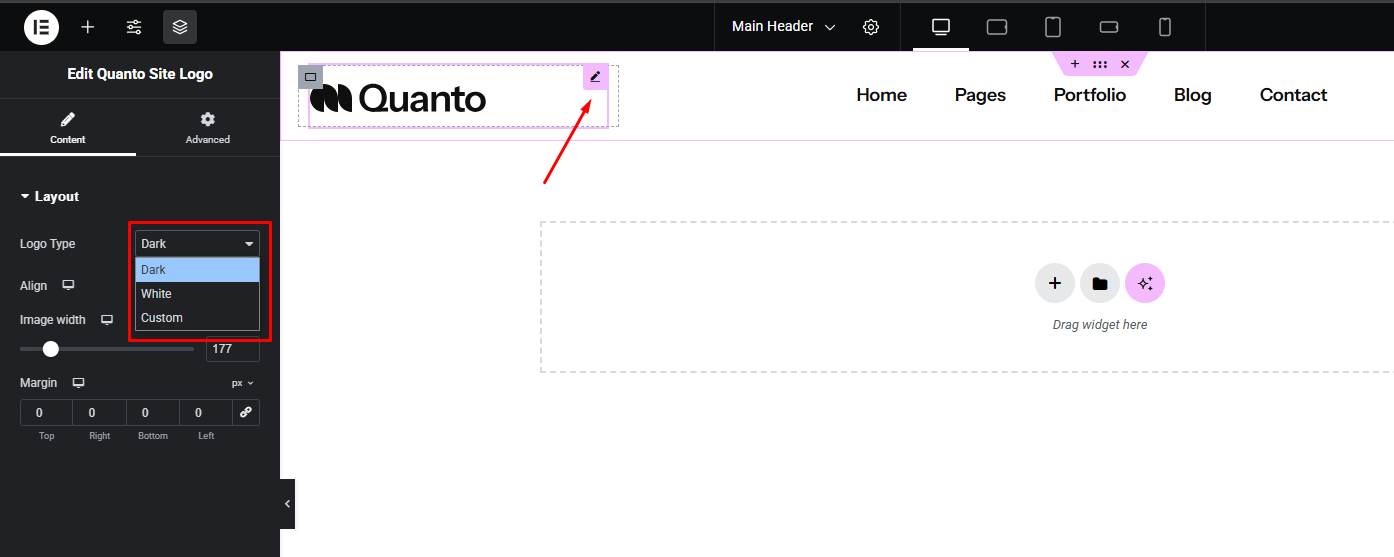 Main Header
Edit Quanto Site Logo
Content
Advanced
Layout
Logo Type
Dark
Dark
White
Custom
Align
Image width
177
Margin
px
0 0 0 0
Top Right Bottom Left
Quanto
Home Pages Portfolio Blog Contact
Drag widget here